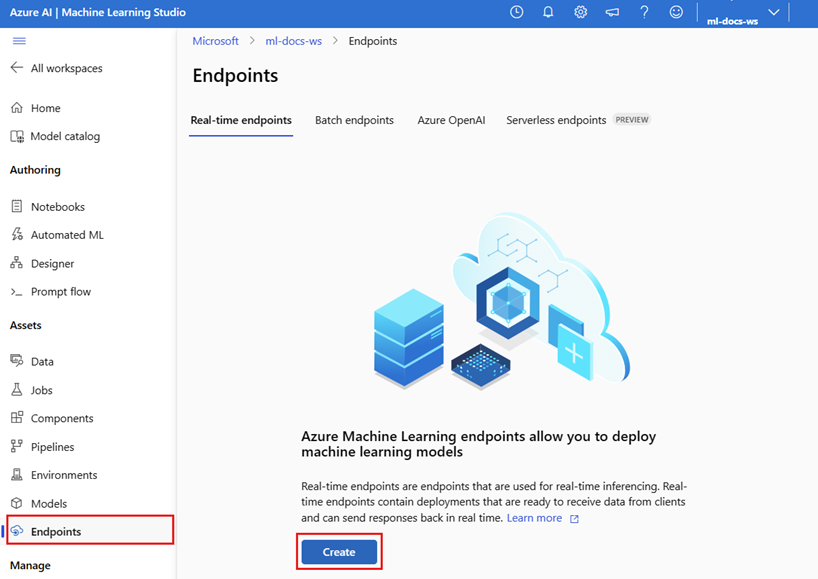 Azure AI | Machine Learning Studio
ml-docs-ws
Microsoft > ml-docs-ws > Endpoints
All workspaces
Home
Model catalog
Authoring
Notebooks
Automated ML
Designer
Prompt flow
Assets
Data
Jobs
Components
Pipelines
Environments
Models
Endpoints
Manage
Endpoints
Real-time endpoints Batch endpoints Azure OpenAI Serverless endpoints PREVIEW
Azure Machine Learning endpoints allow you to deploy
machine learning models
Real-time endpoints are endpoints that are used for real-time inferencing. Real-
time endpoints contain deployments that are ready to receive data from clients
and can send responses back in real time. Learn more
Create